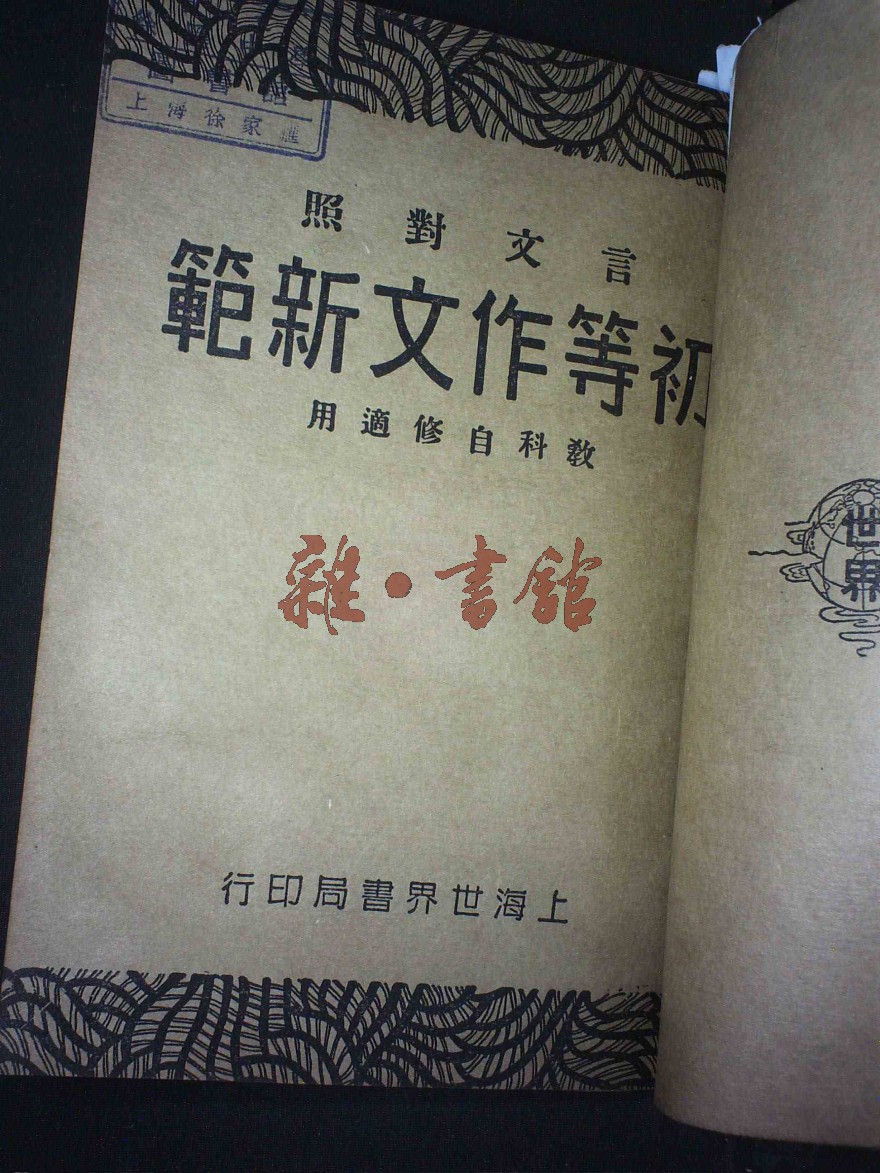 上海徐家匯
言文對照
初等作文新範
教科自修適用
雜·書館
上海世界書局印行
世界